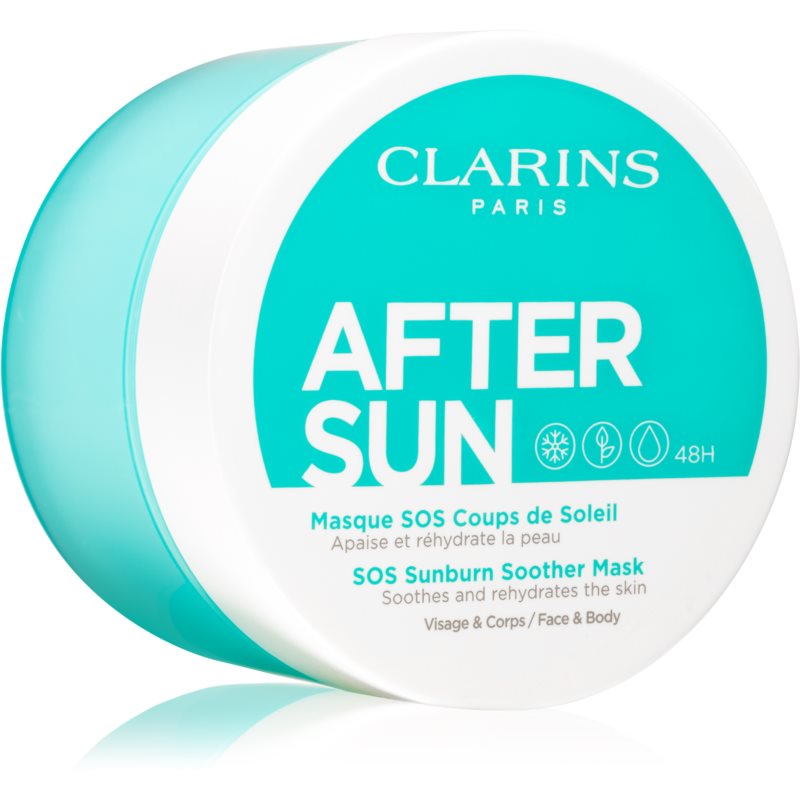 CLARINS
PARIS
AFTER
SUN
48H
Masque SOS Coups de Soleil
Apaise et réhydrate la peau
SOS Sunburn Soother Mask
Soothes and rehydrates the skin
Visage & Corps / Face & Body